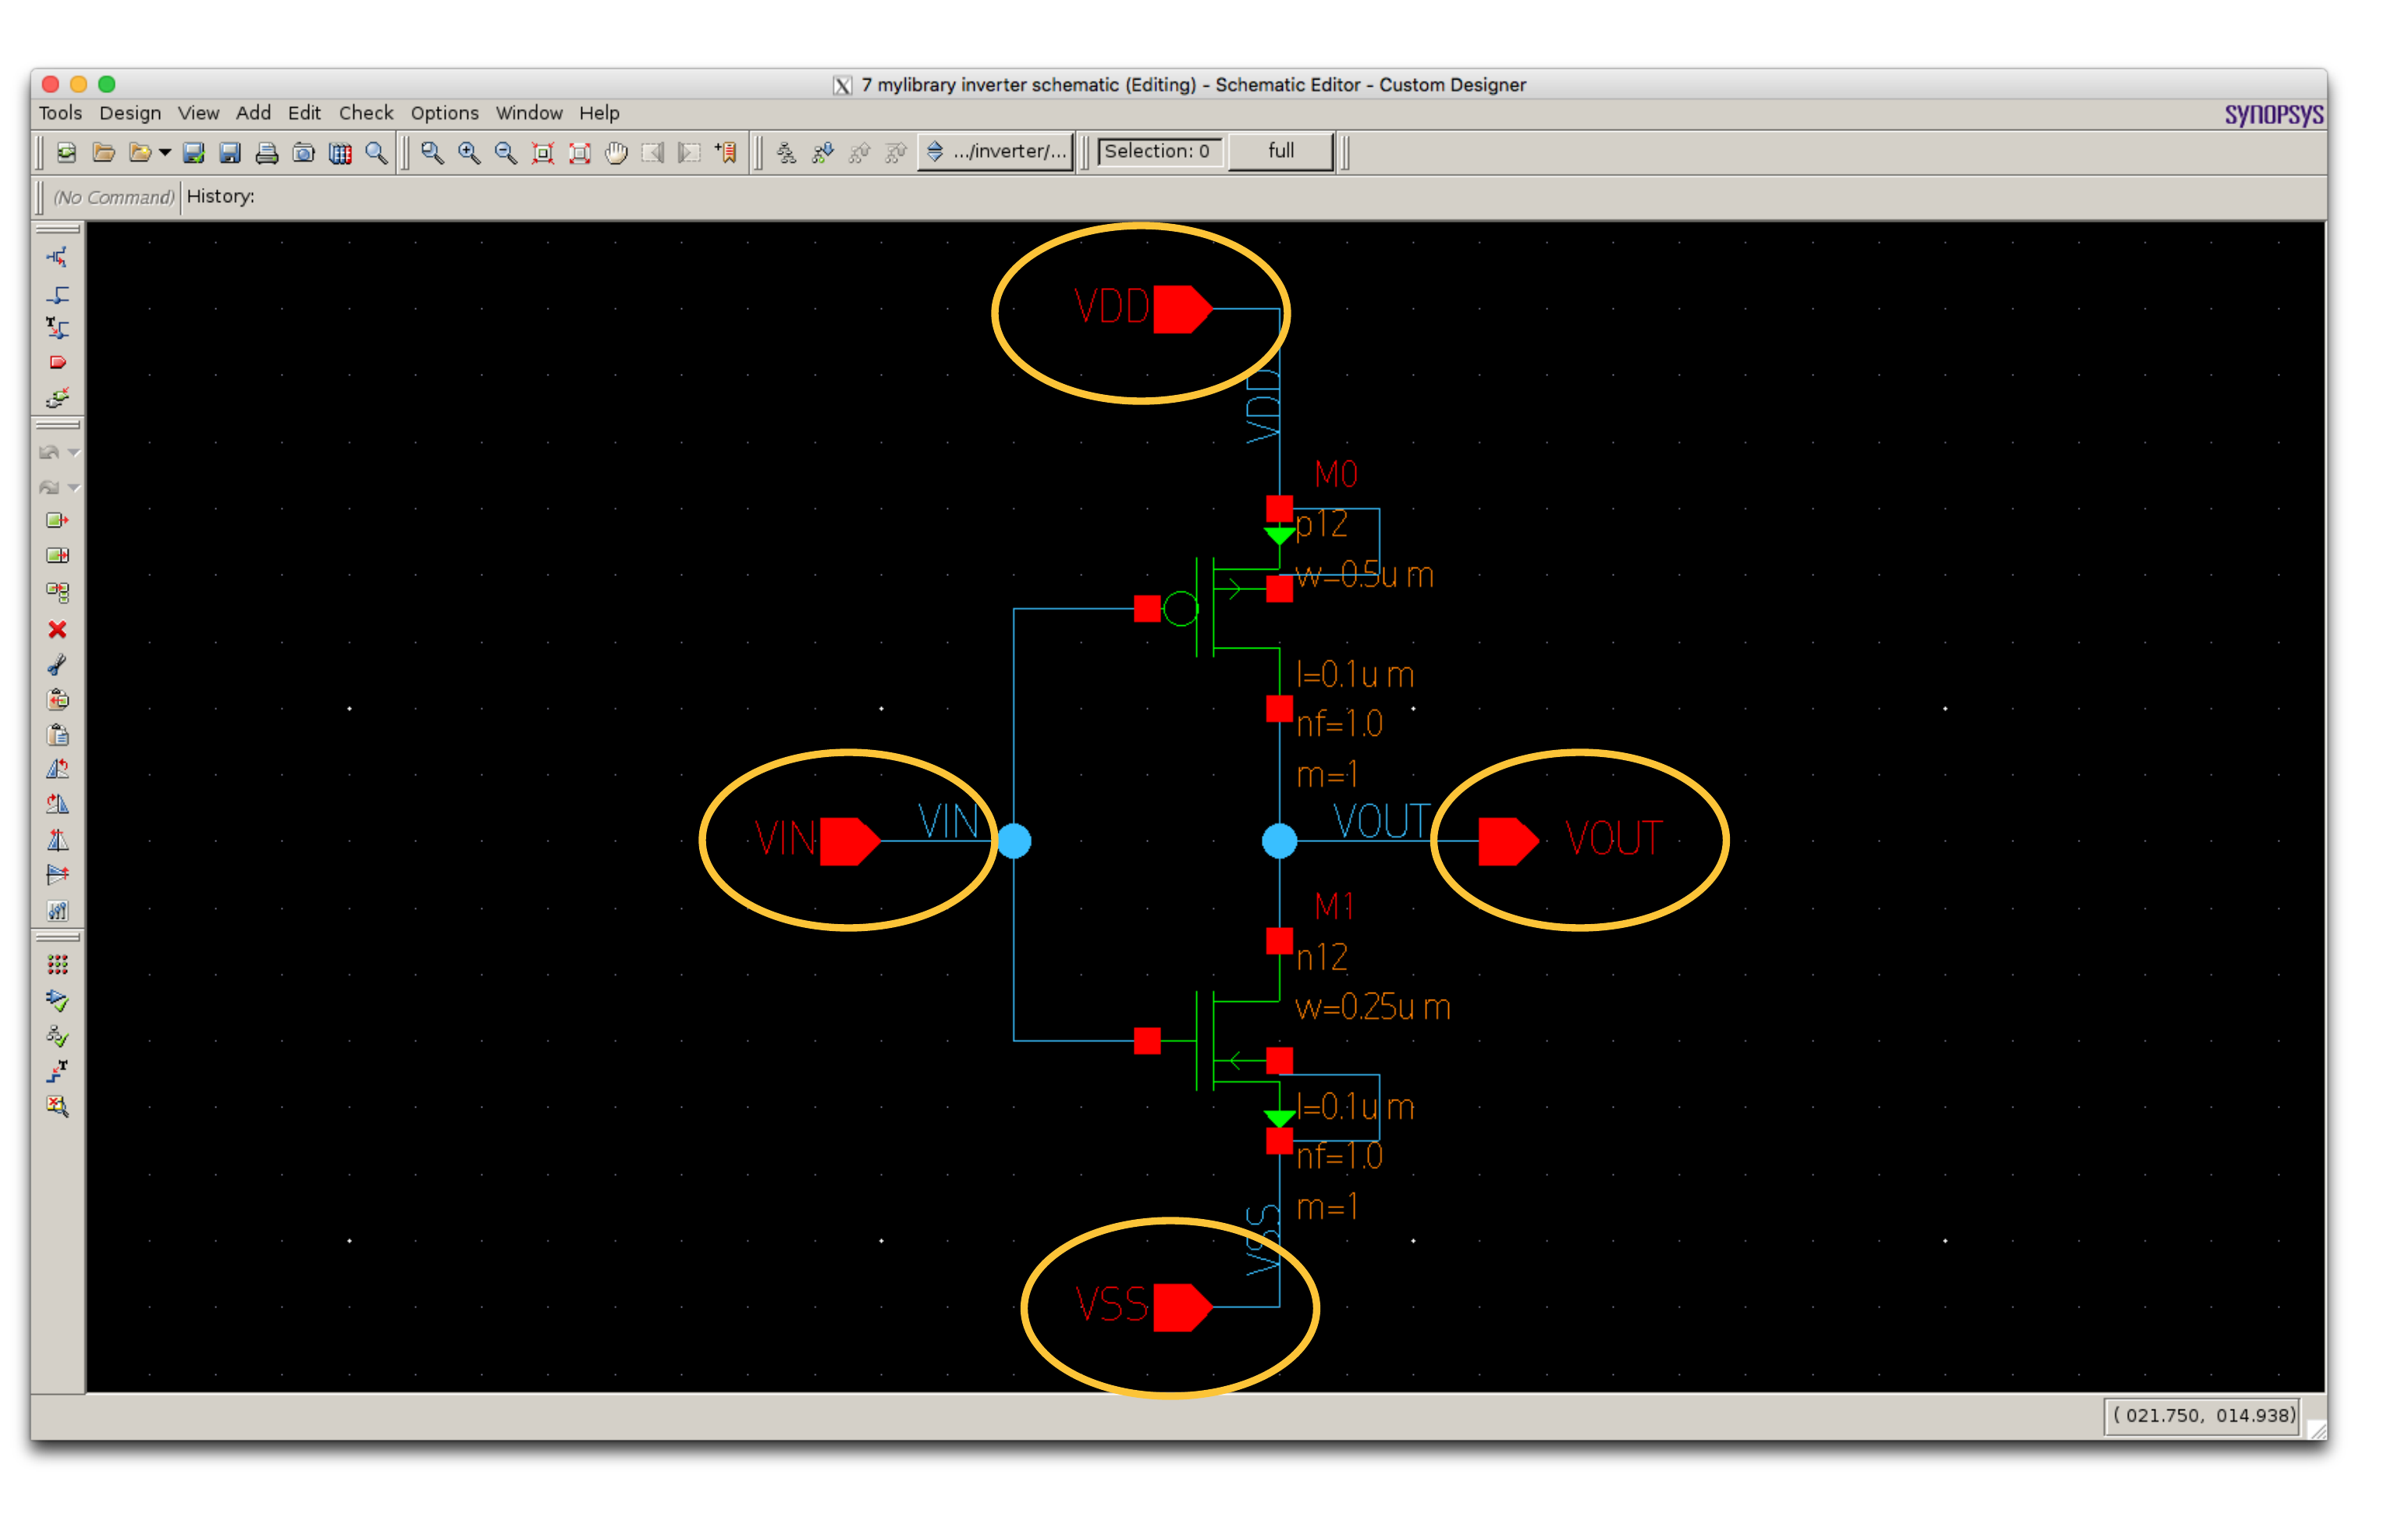 7 mylibrary inverter schematic (Editing) - Schematic Editor - Custom Designer
Tools Design View Add Edit Check Options Window Help
SYNOPSYS
.../inverter/...
Selection: 0
full
(No Command) History:
VDD
VDD
M0
p12
w=0.5u m
l=0.1u m
nf=1.0
m=1
VIN
VIN
VOUT
VOUT
M1
n12
w=0.25u m
l=0.1u m
nf=1.0
m=1
VSS
VSS
( 021.750, 014.938)